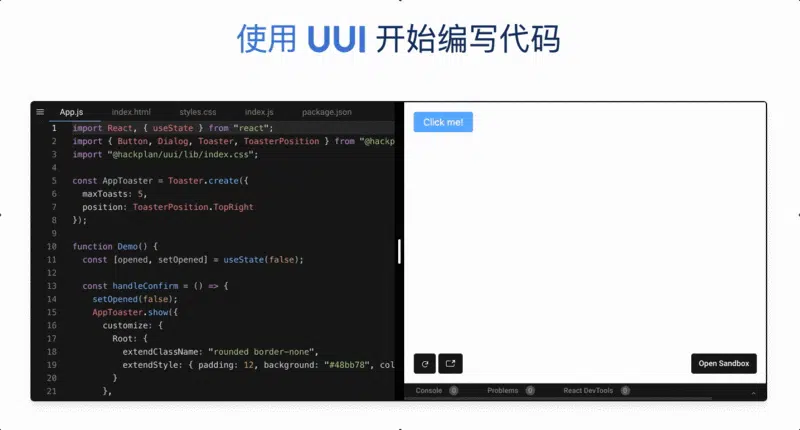 使用 UUI 开始编写代码
App.js index.html styles.css index.js package.json
1 import React, { useState } from "react";
2 import { Button, Dialog, Toaster, ToasterPosition } from "@hackp
3 import "@hackplan/uui/lib/index.css";
4
5 const AppToaster = Toaster.create({
6 maxToasts: 5,
7 position: ToasterPosition.TopRight
8 });
9
10 function Demo() {
11 const [opened, setOpened] = useState(false);
12
13 const handleConfirm = () => {
14 setOpened(false);
15 AppToaster.show({
16 customize: {
17 Root: {
18 extendClassName: "rounded border-none",
19 extendStyle: { padding: 12, background: "#48bb78", col
20 }
21 },
Click me!
Open Sandbox
Console 0 Problems 0 React DevTools 0